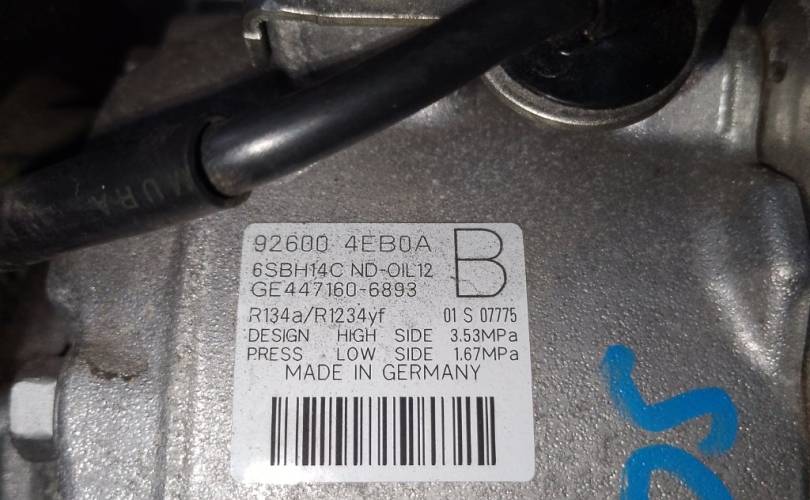 MURA
92600 4EB0A B
6SBH14C ND-OIL12
GE447160-6893
R134a/R1234yf 01 S 07775
DESIGN HIGH SIDE 3.53MPa
PRESS LOW SIDE 1.67MPa
MADE IN GERMANY